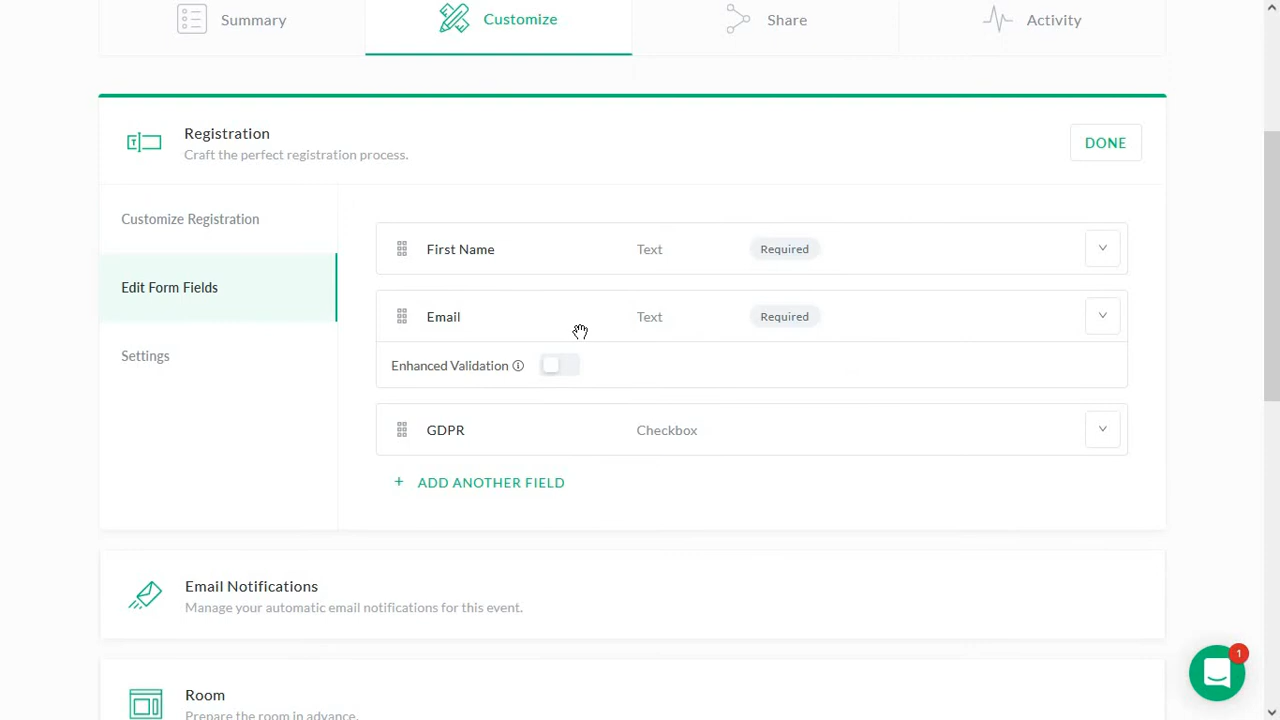 Summary
Customize
Share
Activity
Registration
Craft the perfect registration process.
DONE
Customize Registration
Edit Form Fields
Settings
First Name Text Required
Email Text Required
Enhanced Validation
GDPR Checkbox
+ ADD ANOTHER FIELD
Email Notifications
Manage your automatic email notifications for this event.
Room
Prepare the room in advance.
1